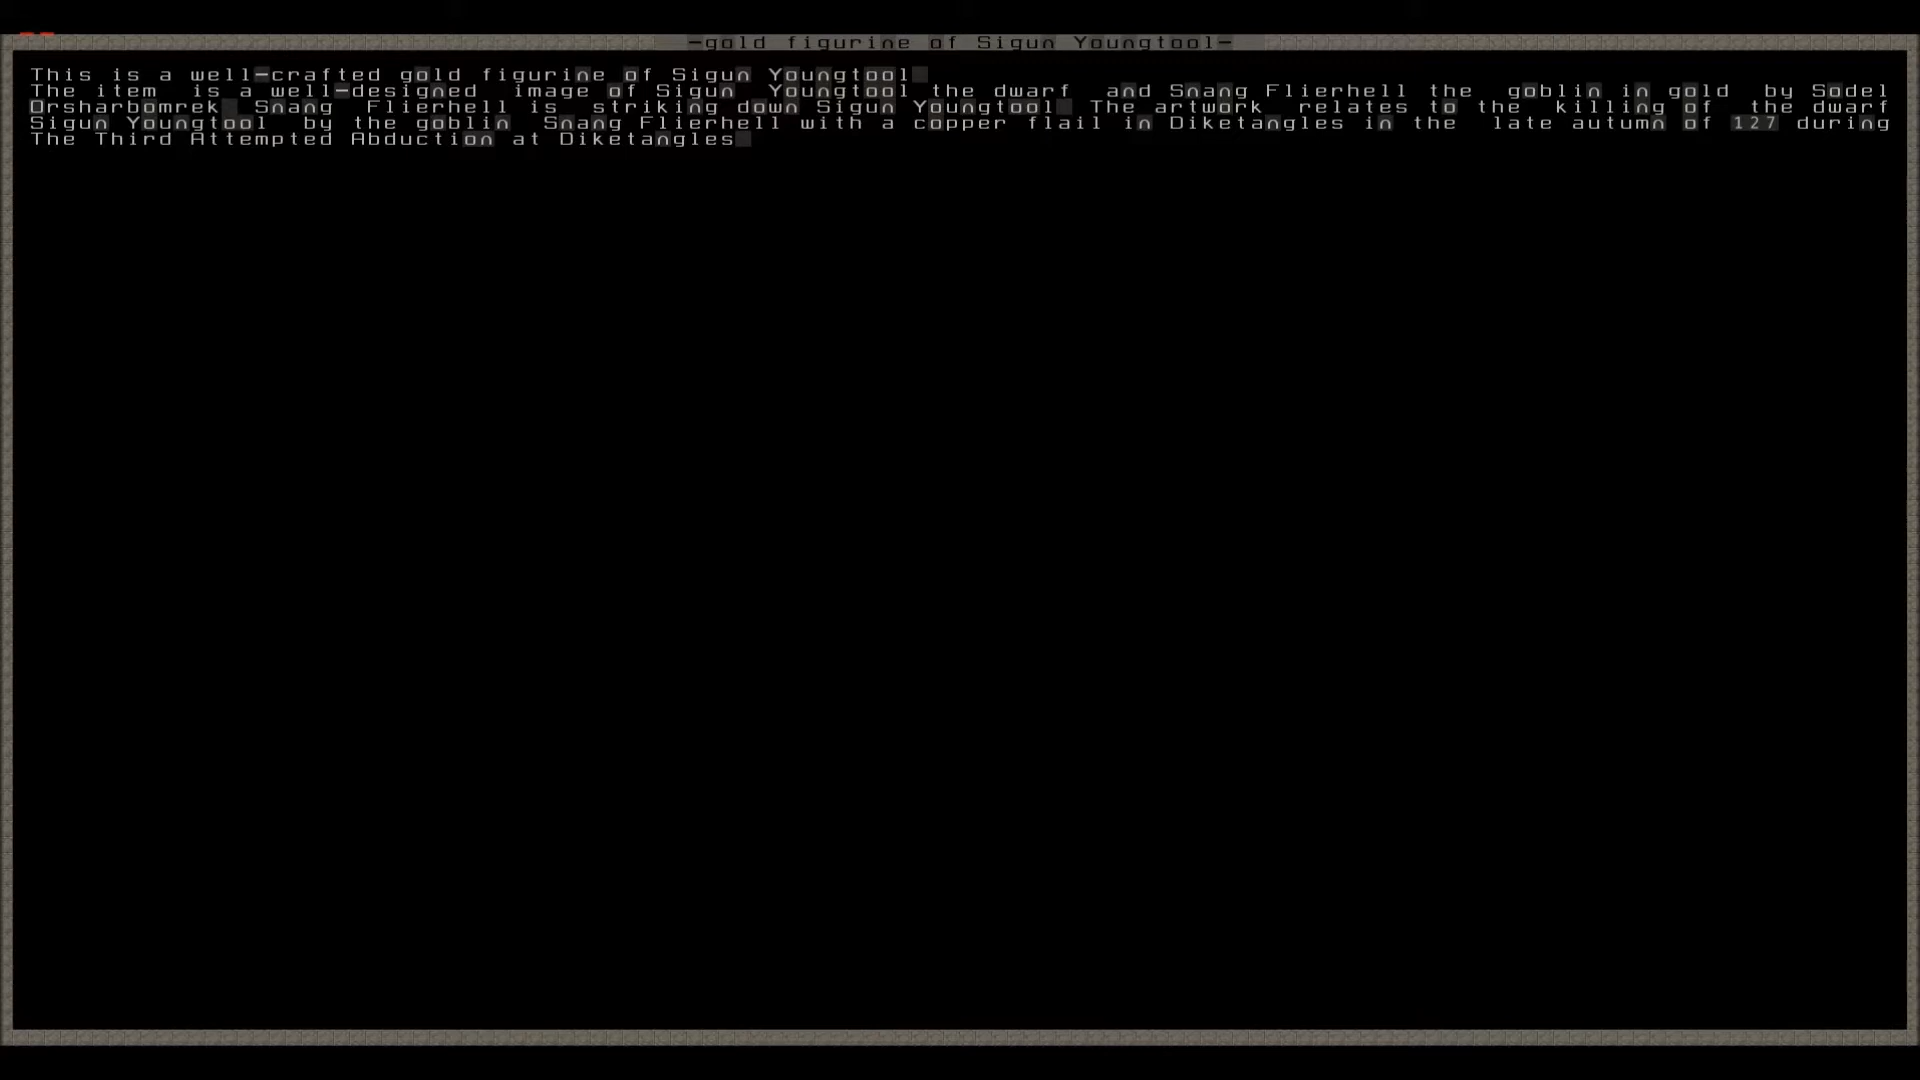 -gold figurine of Sigun Youngtool-
This is a well-crafted gold figurine of Sigun Youngtool
The item is a well-designed image of Sigun Youngtool the dwarf and Snang Flierhell the goblin in gold by Sodel
Orsharbomrek Snang Flierhell is striking down Sigun Youngtool The artwork relates to the killing of the dwarf
Sigun Youngtool by the goblin Snang Flierhell with a copper flail in Diketangles in the late autumn of 127 during
The Third Attempted Abduction at Diketangles